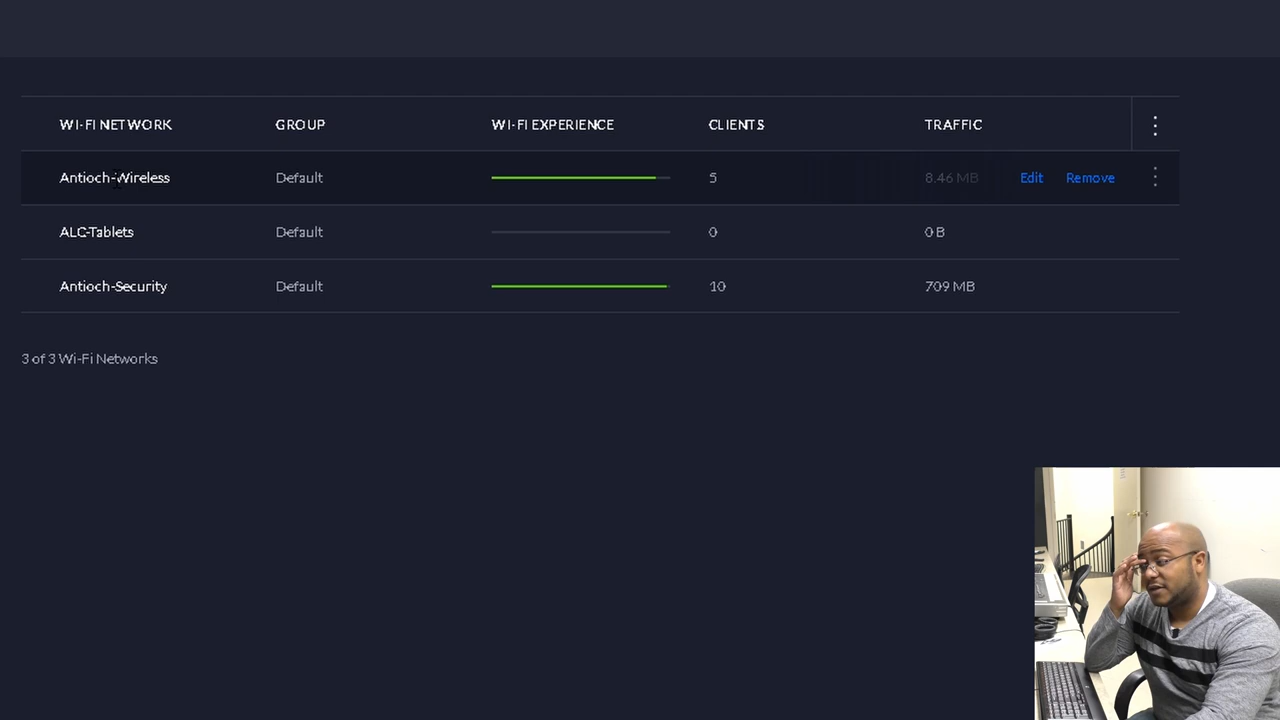 WI-FI NETWORK GROUP WI-FI EXPERIENCE CLIENTS TRAFFIC
Antioch-Wireless Default 5 8.46 MB Edit Remove
ALC-Tablets Default 0 0 B
Antioch-Security Default 10 709 MB
3 of 3 Wi-Fi Networks